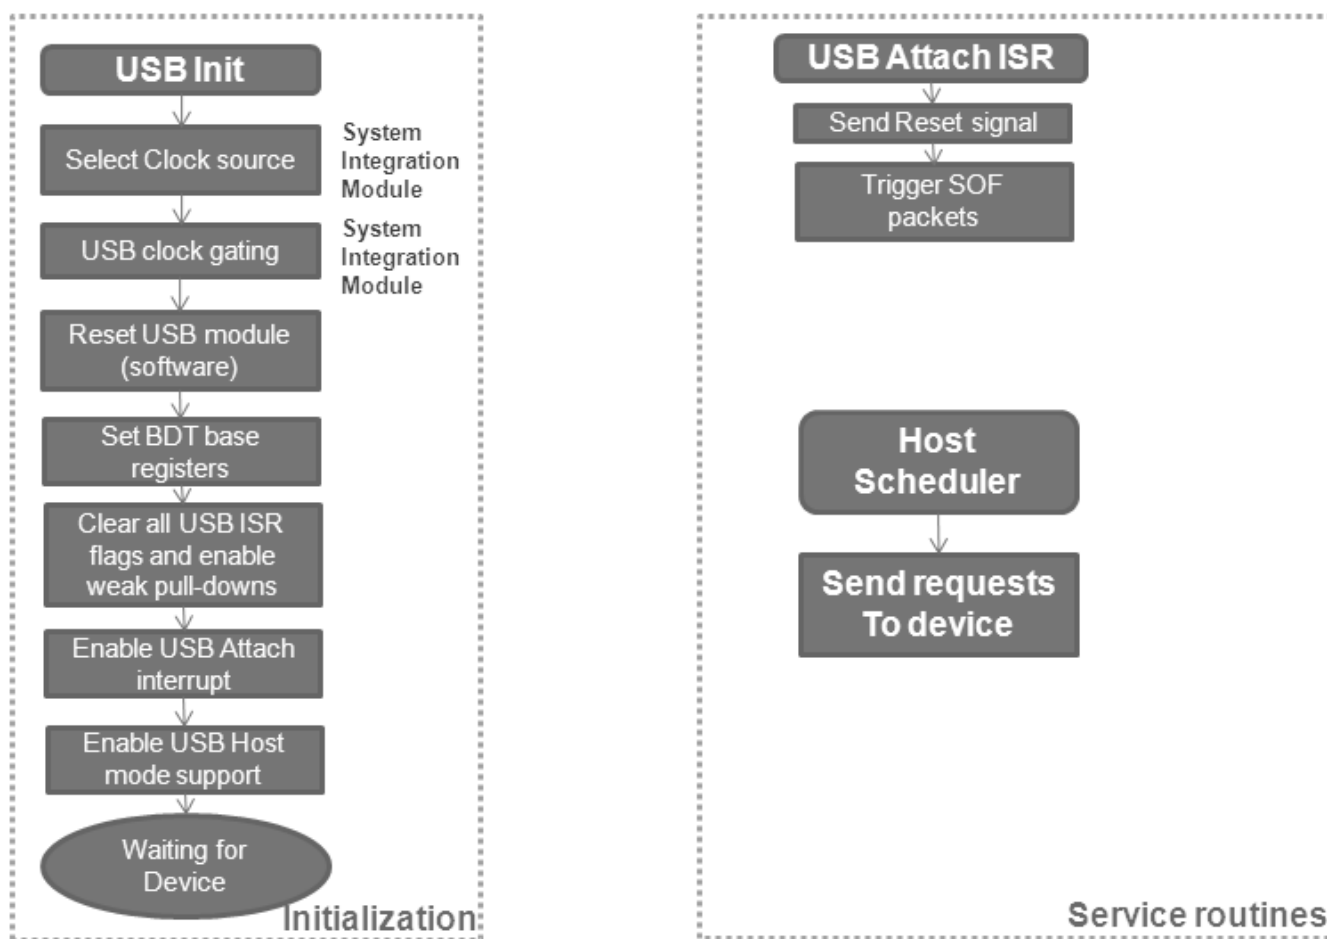 USB Init
Select Clock source
System
Integration
Module
USB clock gating
System
Integration
Module
Reset USB module
(software)
Set BDT base
registers
Clear all USB ISR
flags and enable
weak pull-downs
Enable USB Attach
interrupt
Enable USB Host
mode support
Waiting for
Device
Initialization
USB Attach ISR
Send Reset signal
Trigger SOF
packets
Host
Scheduler
Send requests
To device
Service routines